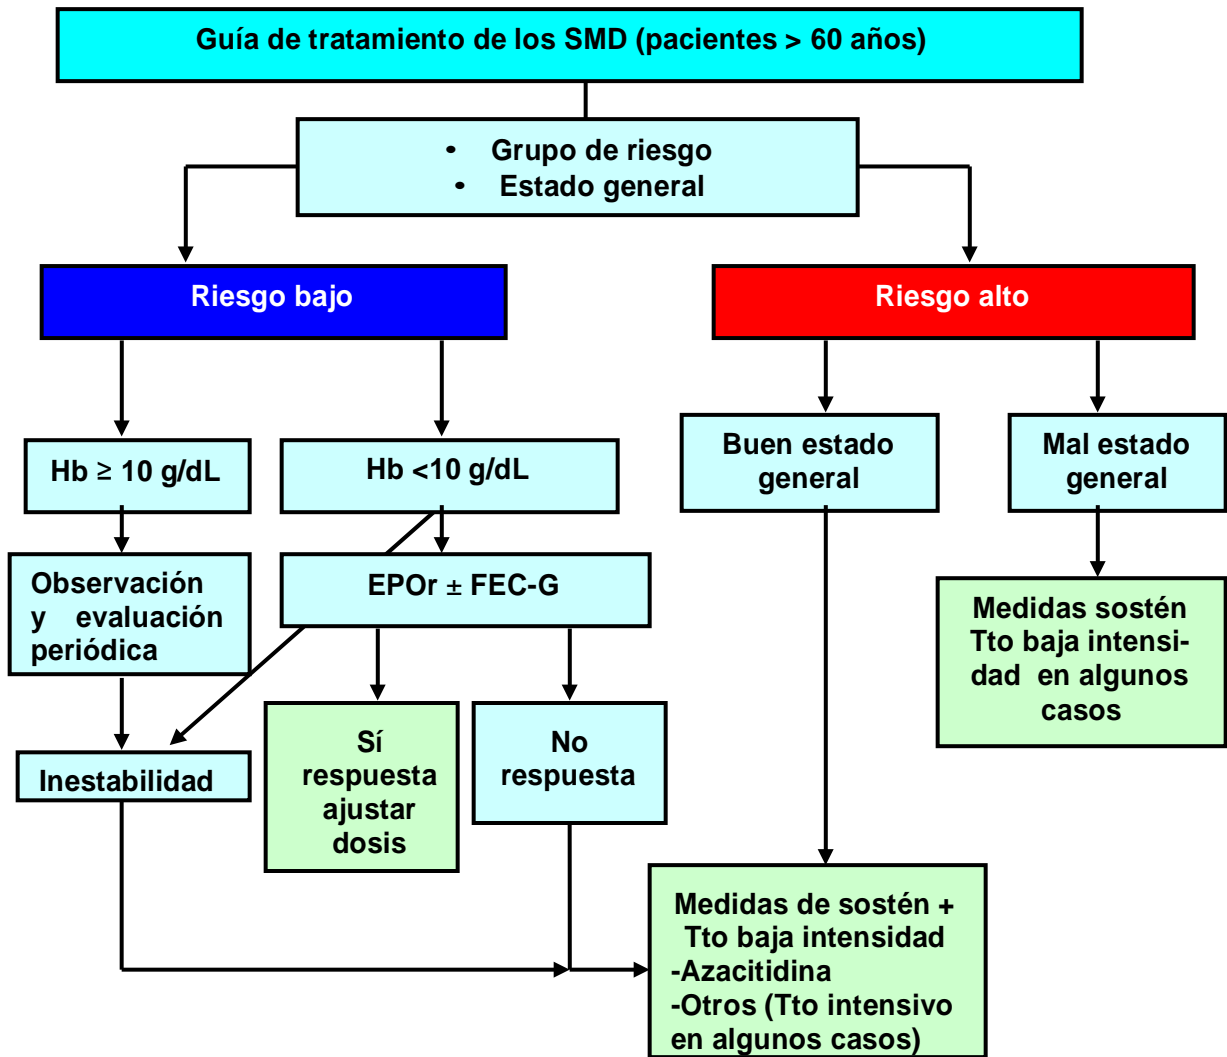 Guía de tratamiento de los SMD (pacientes > 60 años)
• Grupo de riesgo
• Estado general
Riesgo bajo
Riesgo alto
Hb ≥ 10 g/dL
Hb <10 g/dL
Buen estado
general
Mal estado
general
Observación
y evaluación
periódica
EPOr ± FEC-G
Medidas sostén
Tto baja intensi-
dad en algunos
casos
Inestabilidad
Sí
respuesta
ajustar
dosis
No
respuesta
Medidas de sostén +
Tto baja intensidad
-Azacitidina
-Otros (Tto intensivo
en algunos casos)